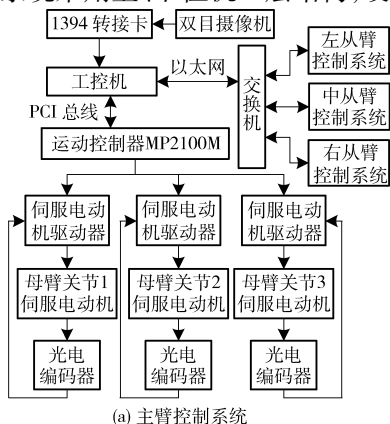 1394 转接卡
双目摄像机
工控机
以太网
交
换
机
左从臂
控制系统
中从臂
控制系统
右从臂
控制系统
PCI 总线
运动控制器MP2100M
伺服电动
机驱动器
伺服电动
机驱动器
伺服电动
机驱动器
母臂关节1
伺服电动机
母臂关节2
伺服电动机
母臂关节3
伺服电动机
光电
编码器
光电
编码器
光电
编码器
(a) 主臂控制系统